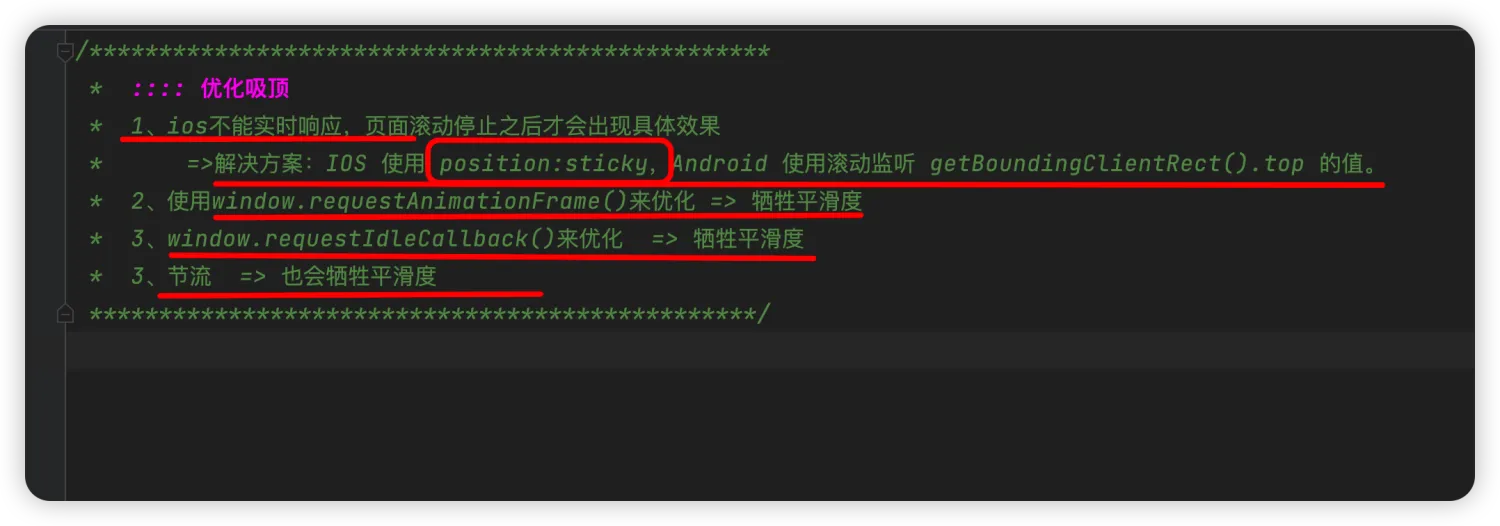 /*************************************************
* :::: 优化吸顶
* 1、ios不能实时响应，页面滚动停止之后才会出现具体效果
* =>解决方案：IOS 使用 position:sticky，Android 使用滚动监听 getBoundingClientRect().top 的值。
* 2、使用window.requestAnimationFrame()来优化 => 牺牲平滑度
* 3、window.requestIdleCallback()来优化 => 牺牲平滑度
* 3、节流 => 也会牺牲平滑度
************************************************/